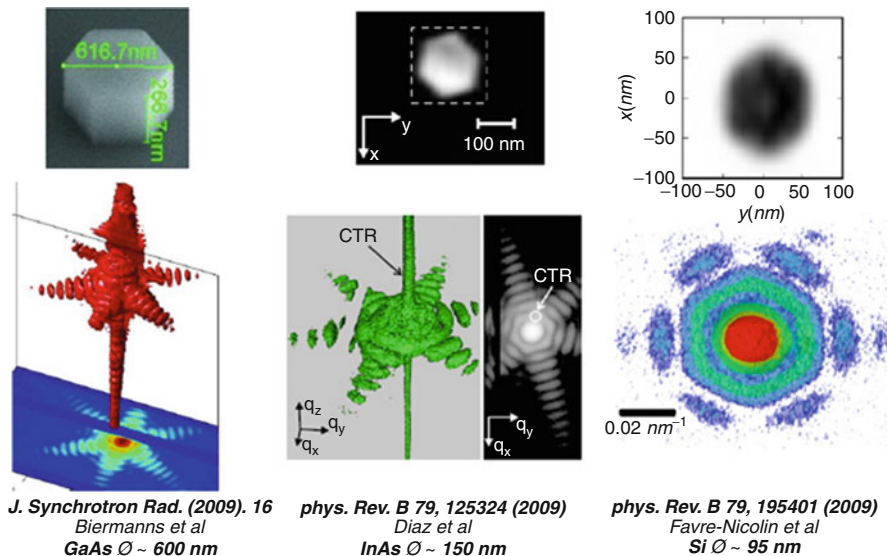 616.7nm
266.7nm
y
x
100 nm
100
50
0
−50
−100
x(nm)
−100
−50
0
50
100
y(nm)
CTR
CTR
qz
qy
qx
qy
qx
0.02 nm−1
J. Synchrotron Rad. (2009). 16
Biermanns et al
GaAs Ø ~ 600 nm
phys. Rev. B 79, 125324 (2009)
Diaz et al
InAs Ø ~ 150 nm
phys. Rev. B 79, 195401 (2009)
Favre-Nicolin et al
Si Ø ~ 95 nm